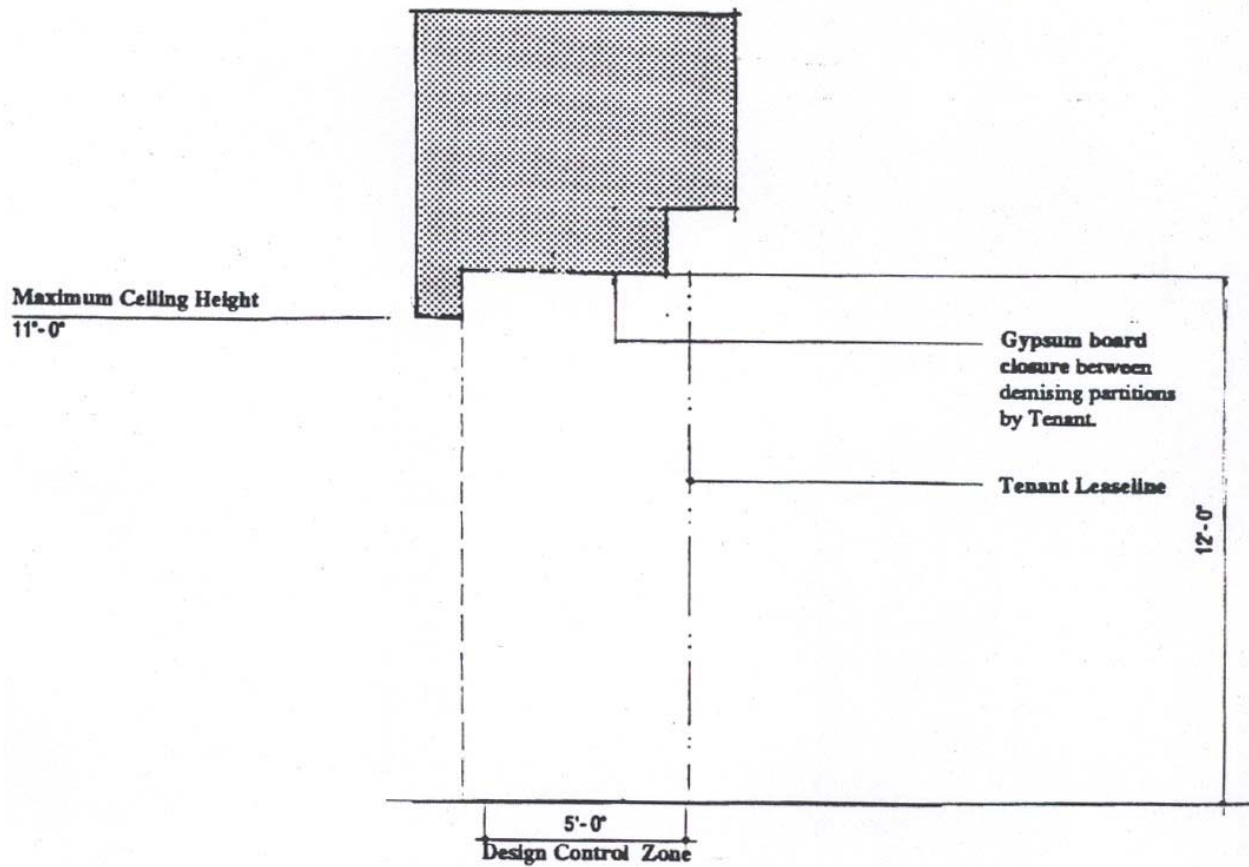 Maximum Ceiling Height
11'-0"
Gypsum board
closure between
demising partitions
by Tenant.
Tenant Leaseline
12'-0"
5'-0"
Design Control Zone